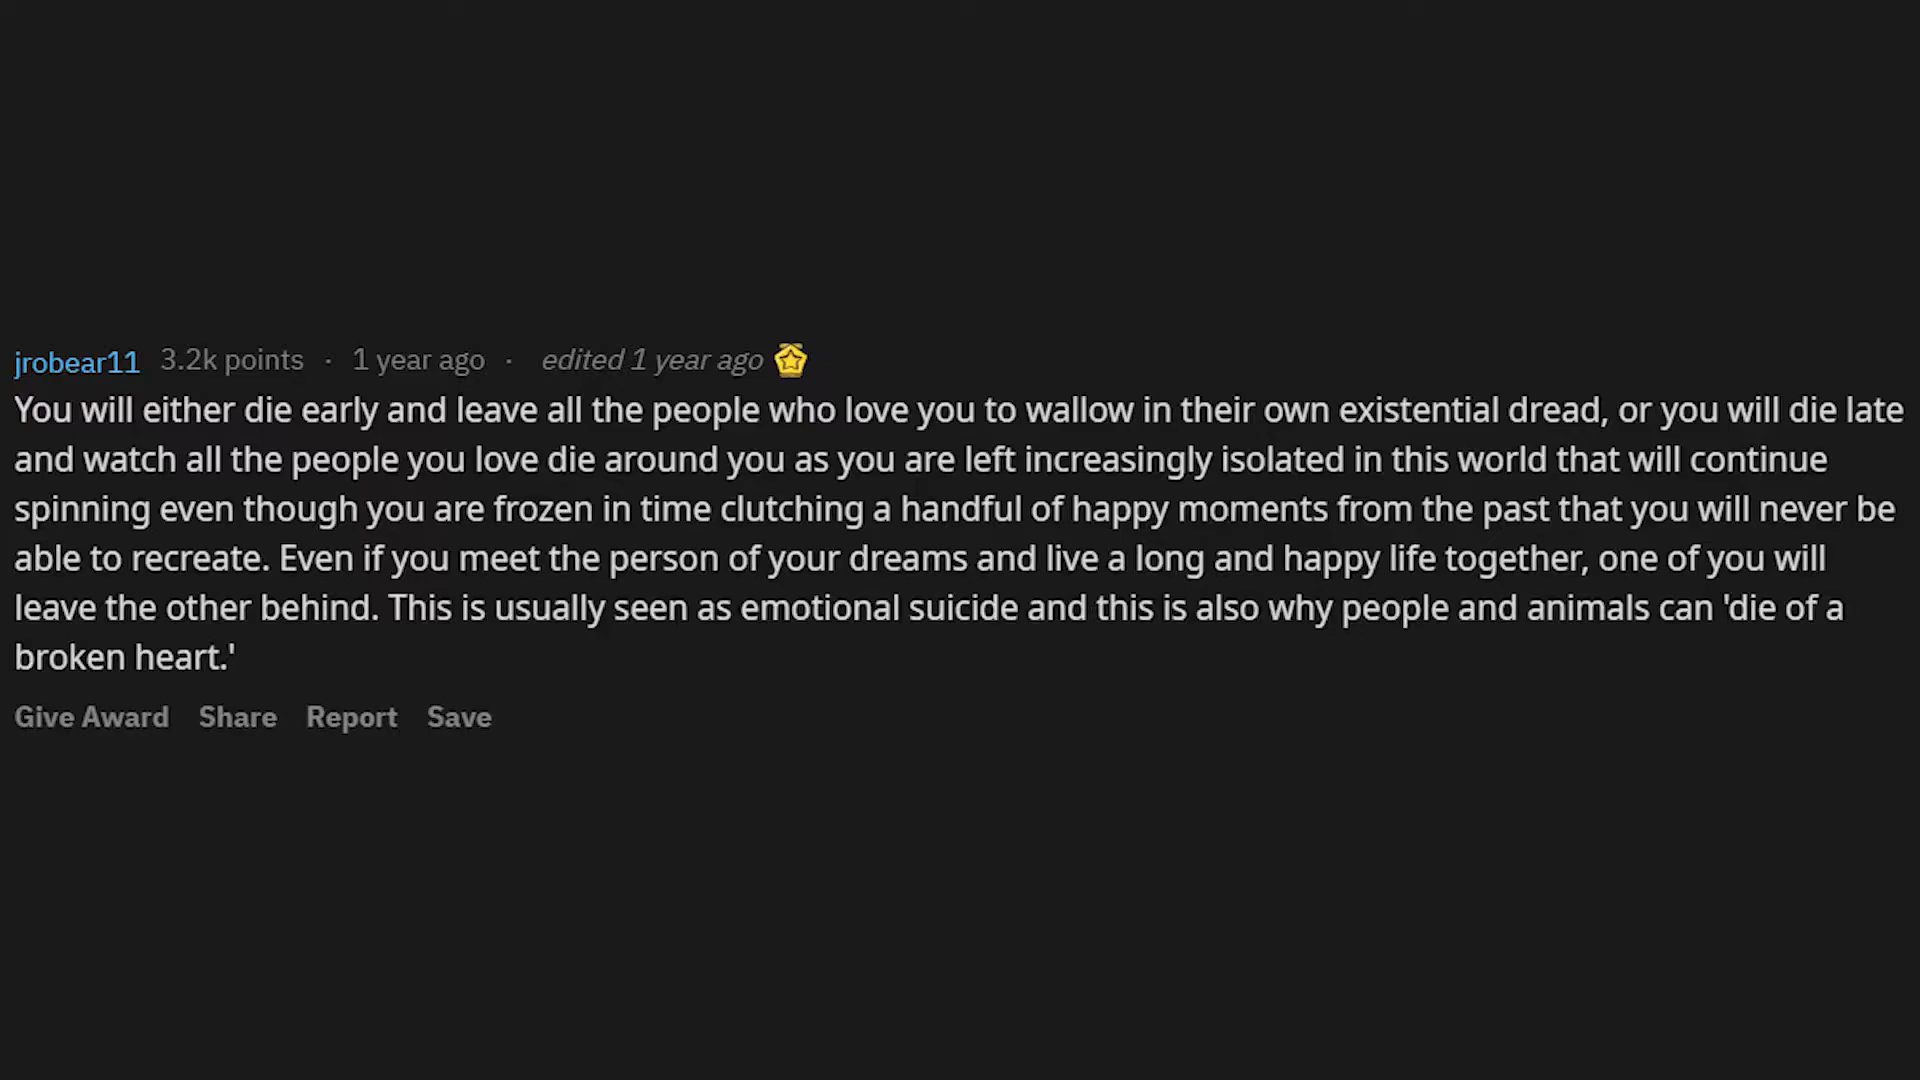 jrobear11 3.2k points · 1 year ago · edited 1 year ago
You will either die early and leave all the people who love you to wallow in their own existential dread, or you will die late
and watch all the people you love die around you as you are left increasingly isolated in this world that will continue
spinning even though you are frozen in time clutching a handful of happy moments from the past that you will never be
able to recreate. Even if you meet the person of your dreams and live a long and happy life together, one of you will
leave the other behind. This is usually seen as emotional suicide and this is also why people and animals can 'die of a
broken heart.'
Give Award Share Report Save